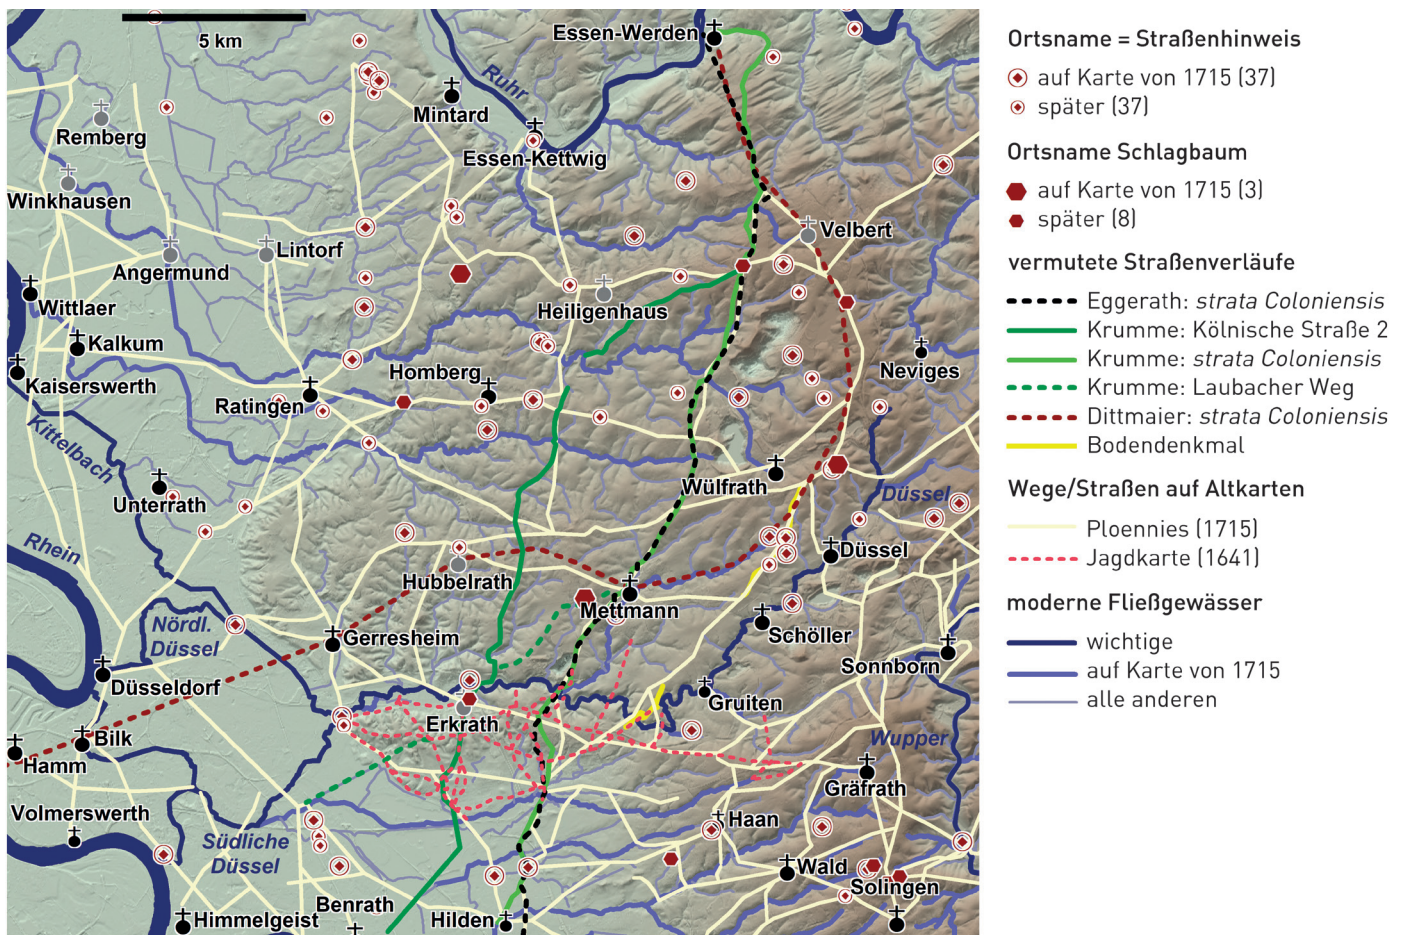 5 km
Essen-Werden
Ruhr
Mintard
Remberg
Essen-Kettwig
Winkhausen
Velbert
Lintorf
Angermund
Wittlaer
Heiligenhaus
Kalkum
Neviges
Homberg
Kaiserswerth
Ratingen
Kittelbach
Wülfrath
Düssel
Unterrath
Rhein
Düssel
Hubbelrath
Mettmann
Nördl.
Düssel
Gerresheim
Schöller
Sonnborn
Düsseldorf
Gruiten
Erkrath
Bilk
Wupper
Hamm
Gräfrath
Volmerswerth
Haan
Südliche
Düssel
Wald
Solingen
Benrath
Himmelgeist
Hilden
Ortsname = Straßenhinweis
auf Karte von 1715 (37)
später (37)
Ortsname Schlagbaum
auf Karte von 1715 (3)
später (8)
vermutete Straßenverläufe
Eggerath: strata Coloniensis
Krumme: Kölnische Straße 2
Krumme: strata Coloniensis
Krumme: Laubacher Weg
Dittmaier: strata Coloniensis
Bodendenkmal
Wege/Straßen auf Altkarten
Ploennies (1715)
Jagdkarte (1641)
moderne Fließgewässer
wichtige
auf Karte von 1715
alle anderen